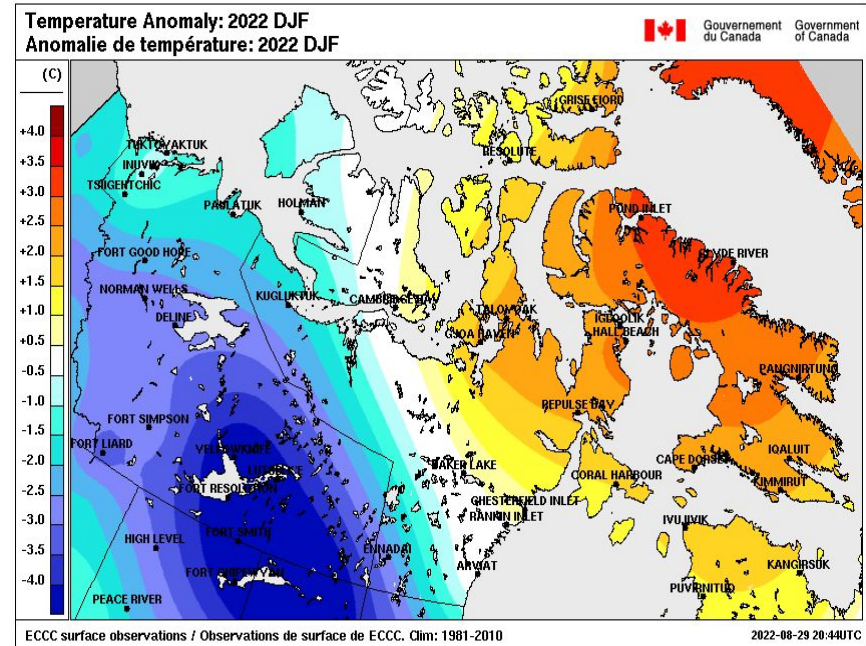 Temperature Anomaly: 2022 DJF
Anomalie de température: 2022 DJF
Gouvernement du Canada
Government of Canada
(C)
+4.0
+3.5
+3.0
+2.5
+2.0
+1.5
+1.0
+0.5
-0.5
-1.0
-1.5
-2.0
-2.5
-3.0
-3.5
-4.0
GRISE FIORD
RESOLUTE
TUKTOYAKTUK
INUVIK
TSIIGEHTCHIC
PAULATUK
HOLMAN
POND INLET
CLYDE RIVER
FORT GOOD HOPE
NORMAN WELLS
DELINE
KUGLUKTUK
CAMBRIDGE BAY
TALOYOAK
GJOA HAVEN
IGLOOLIK
HALL BEACH
PANGNIRTUNG
REPULSE BAY
FORT SIMPSON
FORT LIARD
YELLOWKNIFE
FORT RESOLUTION
BAKER LAKE
CORAL HARBOUR
CAPE DORSET
IQALUIT
KIMMIRUT
CHESTERFIELD INLET
RANKIN INLET
FORT SMITH
HIGH LEVEL
ENNADAI
ARVIAT
IVUJIVIK
FORT CHIPEWYAN
KANGIRSUK
PUVIRNITUQ
PEACE RIVER
ECCC surface observations / Observations de surface de ECCC. Clim: 1981-2010
2022-08-29 20:44UTC